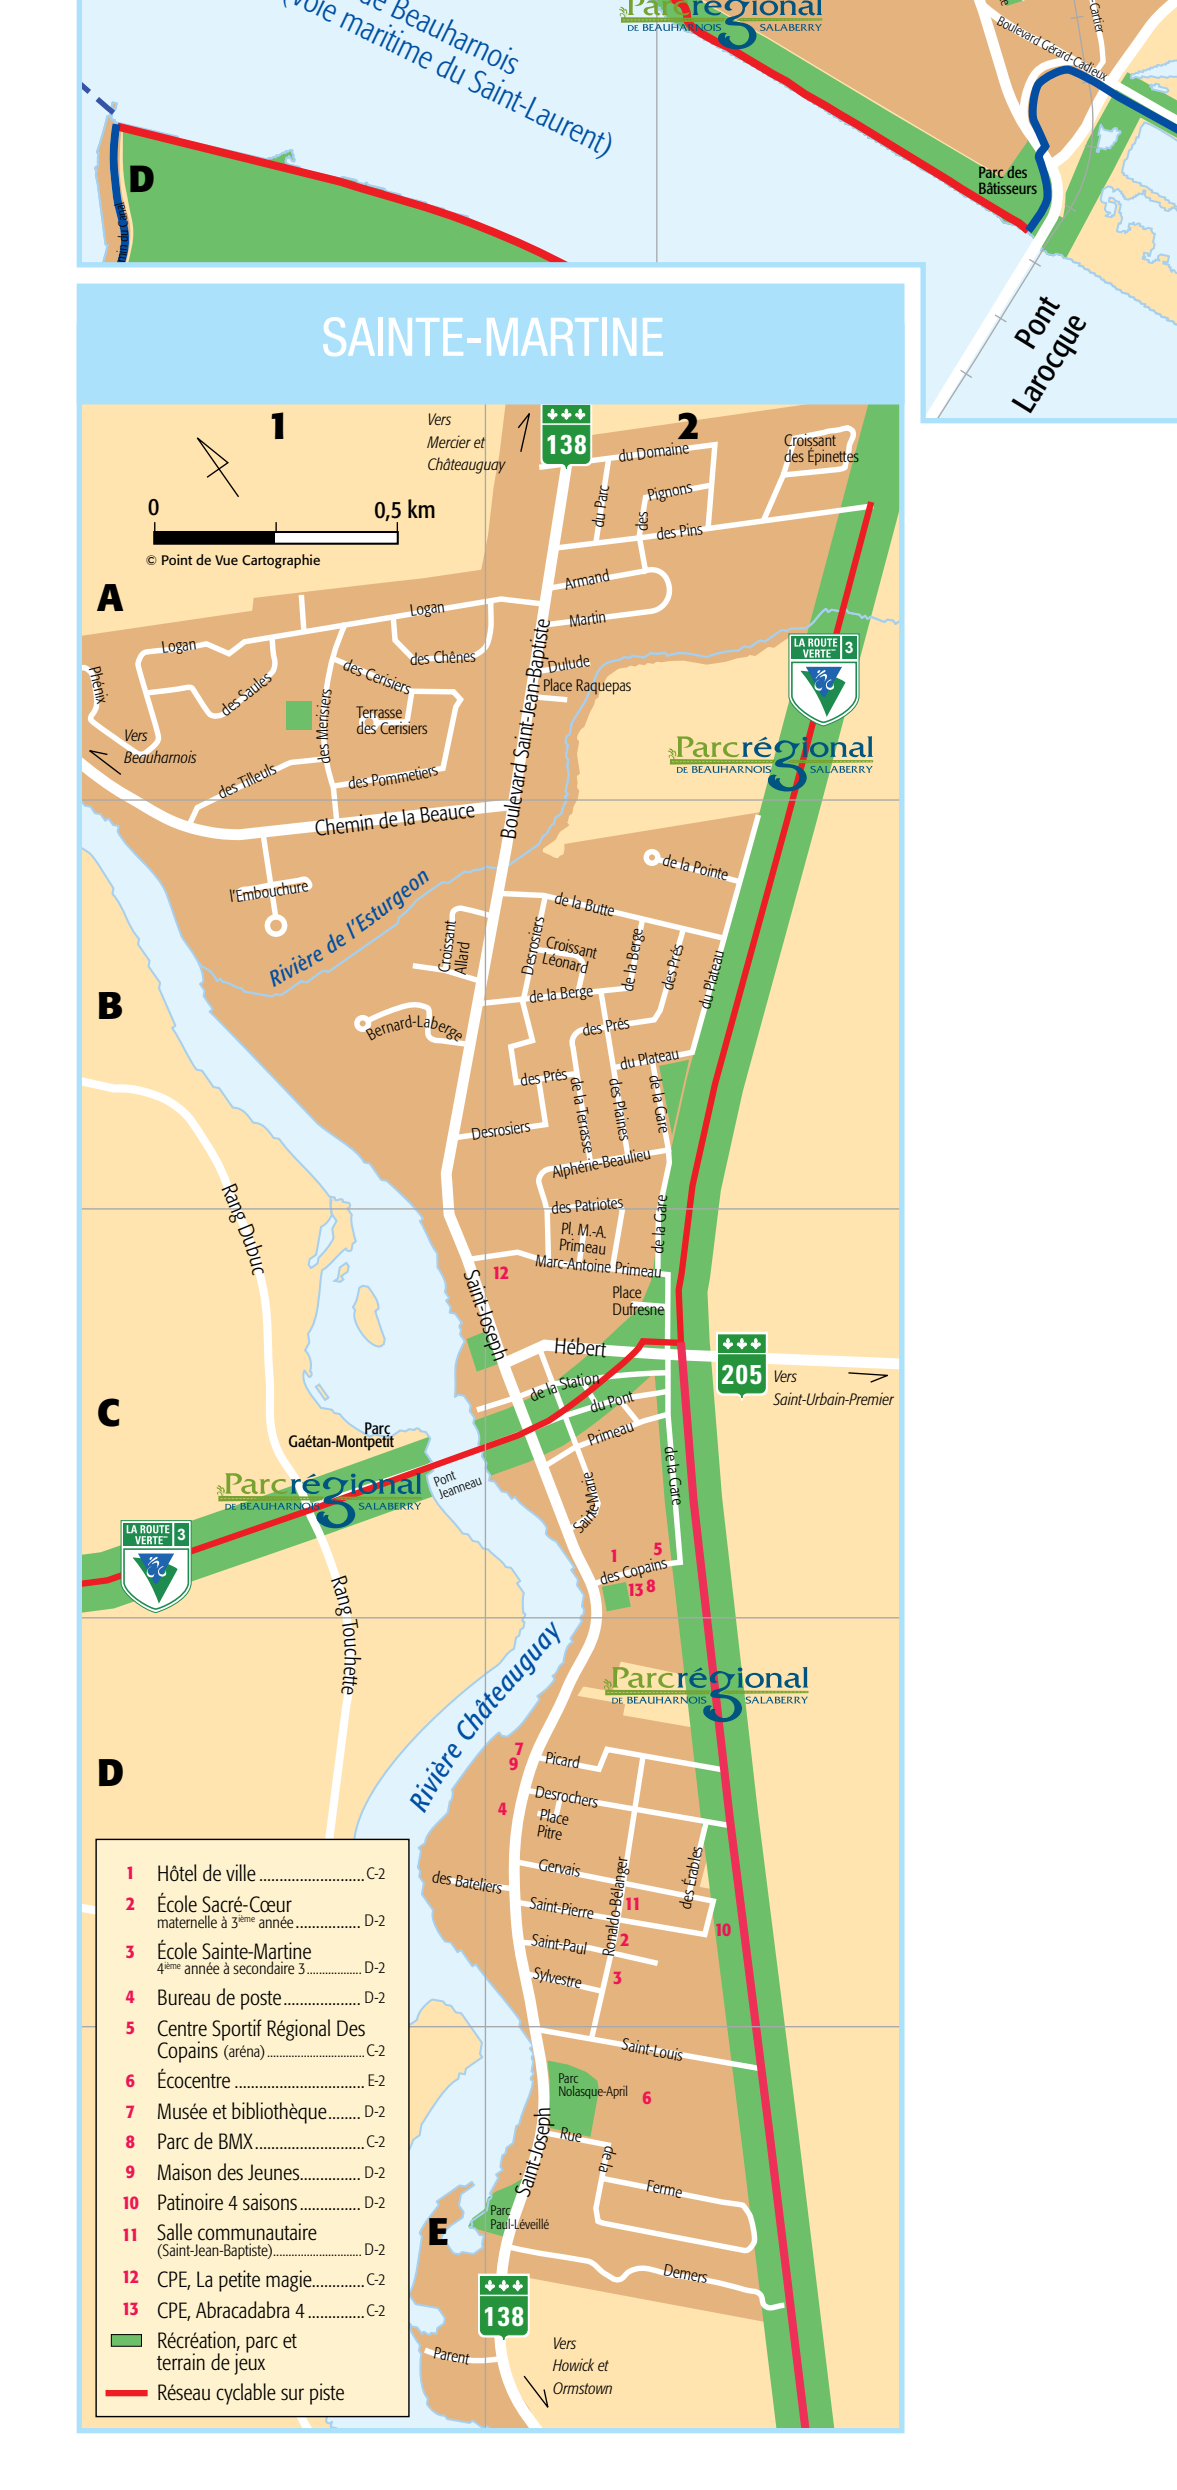 de Beauharnois
(Voie maritime du Saint-Laurent)
Parc régional
DE BEAUHARNOIS SALABERRY
-Cartier
Boulevard Gérard-Cadieux
Parc des
Bâtisseurs
D
Pont
Larocque
SAINTE-MARTINE
1
2
Vers
Mercier et
Châteauguay
138
0
0,5 km
© Point de Vue Cartographie
du Domaine
Croissant
des Épinettes
du Parc
Pignons
des
des Pins
A
Armand
Martin
Logan
Logan
des Chênes
Dulude
Place Raquepas
Phénix
des Saules
des Cerisiers
Terrasse
des Cerisiers
des Merisiers
des Tilleuls
des Pommetiers
Vers
Beauharnois
Boulevard Saint-Jean-Baptiste
Chemin de la Beauce
LA ROUTE
VERTE
3
Parc régional
DE BEAUHARNOIS SALABERRY
l'Embouchure
Rivière de l'Esturgeon
de la Pointe
de la Butte
Croissant
Allard
Desrosiers
Croissant
Léonard
de la Berge
des Prés
du Plateau
B
de la Berge
Bernard-Laberge
des Prés
du Plateau
des Prés
de la Terrasse
des Plaines
de la Gare
Desrosiers
Alphérie-Beaulieu
Rang Dubuc
des Patriotes
Pl. M.-A.
Primeau
de la Gare
Marc-Antoine Primeau
12
Saint-Joseph
Place
Dufresne
Hébert
205
Vers
Saint-Urbain-Premier
de la Station
du Pont
Primeau
C
Parc
Gaétan-Montpetit
Pont
Jeanneau
Parc régional
DE BEAUHARNOIS SALABERRY
LA ROUTE
VERTE
3
Sainte-Marie
de la Gare
1
5
des Copains
13 8
Rang Touchette
Rivière Châteauguay
Parc régional
DE BEAUHARNOIS SALABERRY
D
7
9
4
Picard
Desrochers
Place
Pitre
Gervais
des Bateliers
Saint-Pierre
Ronaldo-Bélanger
des Érables
11
10
Saint-Paul
2
Sylvestre
3
Saint-Louis
Parc
Nolasque-April
6
Saint-Joseph
Rue
de la
Ferme
Parc
Paul-Léveillé
E
Demers
138
Parent
Vers
Howick et
Ormstown
1 Hôtel de ville .......................... C-2
2 École Sacré-Cœur
maternelle à 3ième année ................ D-2
3 École Sainte-Martine
4ième année à secondaire 3 .................. D-2
4 Bureau de poste ................... D-2
5 Centre Sportif Régional Des
Copains (aréna) ................................ C-2
6 Écocentre ................................ E-2
7 Musée et bibliothèque ........ D-2
8 Parc de BMX ........................... C-2
9 Maison des Jeunes ............... D-2
10 Patinoire 4 saisons ............... D-2
11 Salle communautaire
(Saint-Jean-Baptiste) ............................. D-2
12 CPE, La petite magie ............. C-2
13 CPE, Abracadabra 4 .............. C-2
Récréation, parc et
terrain de jeux
Réseau cyclable sur piste